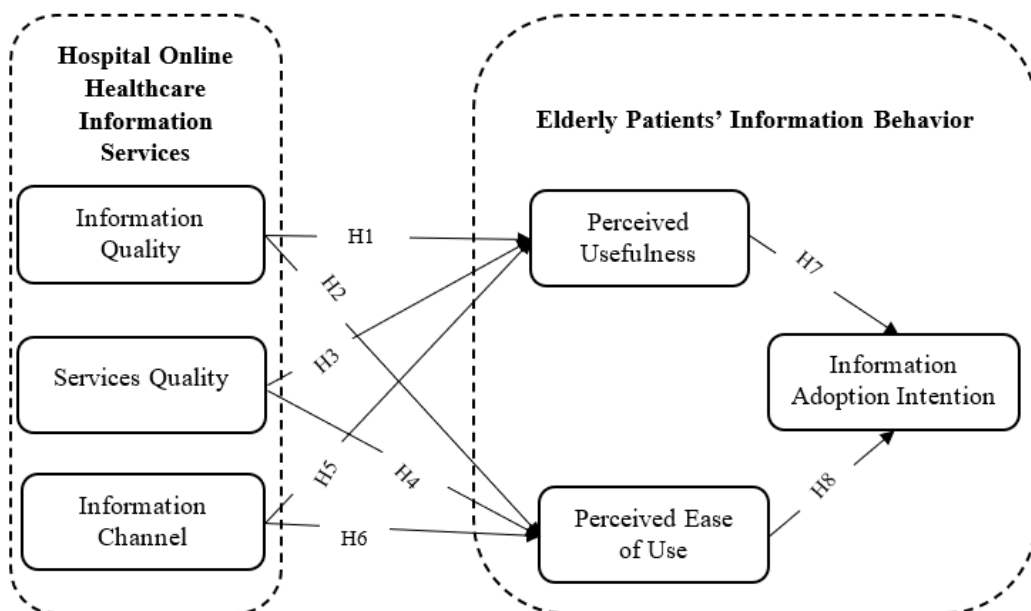 Hospital Online
Healthcare
Information
Services
Elderly Patients’ Information Behavior
Information
Quality
Services Quality
Information
Channel
H1
H2
H3
H4
H5
H6
Perceived
Usefulness
Perceived Ease
of Use
H7
H8
Information
Adoption Intention